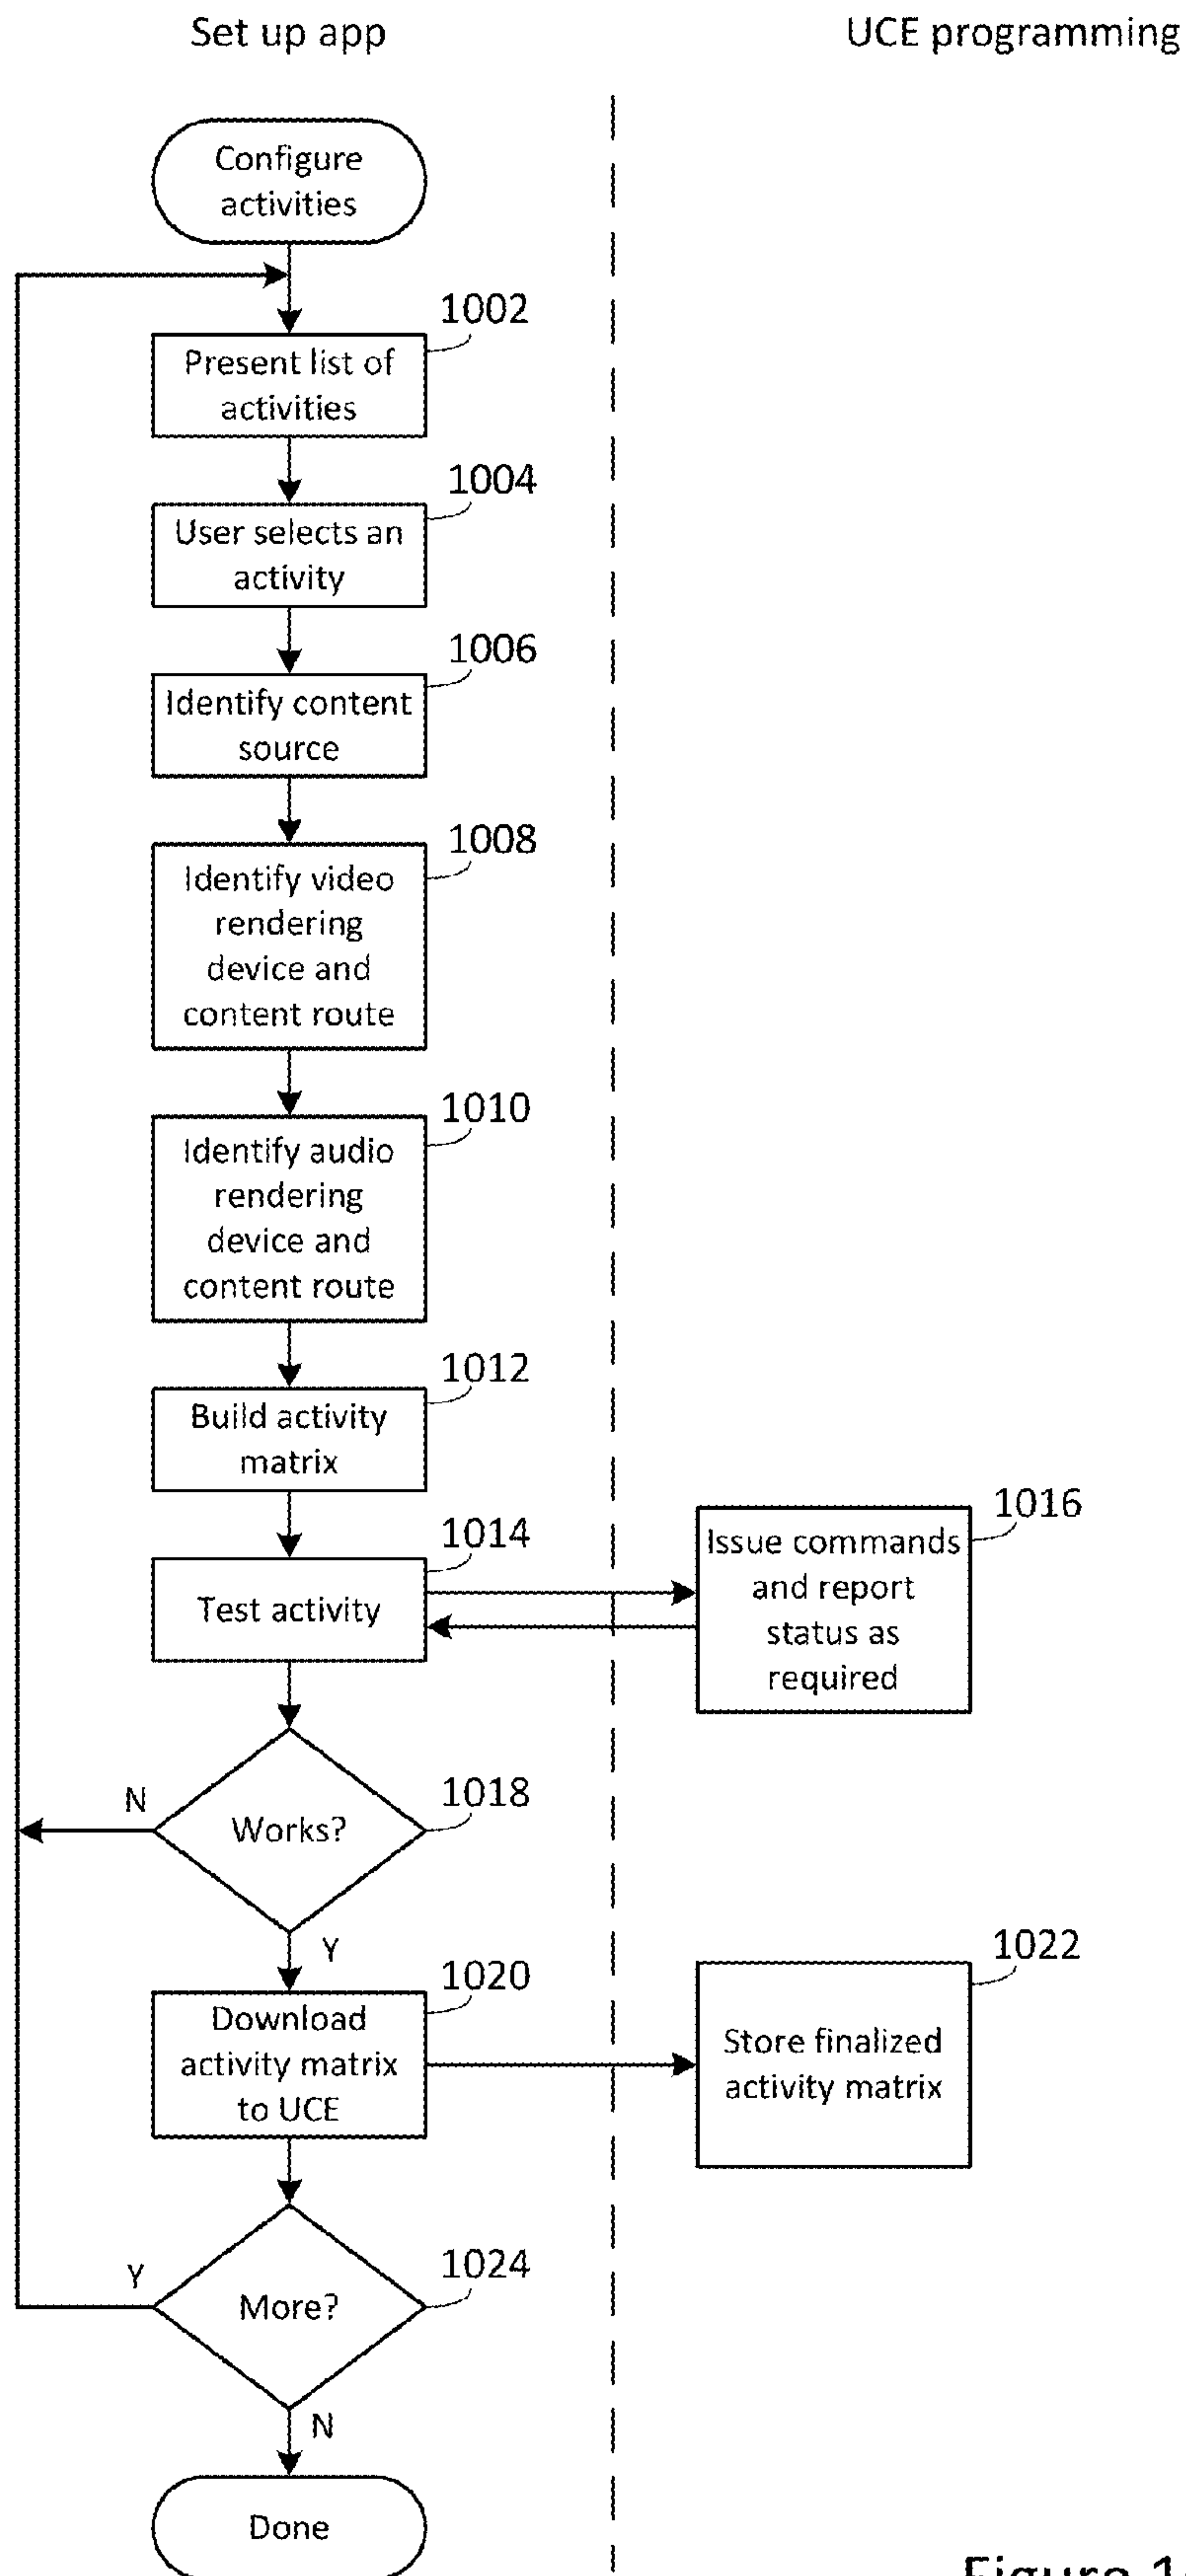 Set up app
UCE programming
Configure
activities
1002
Present list of
activities
1004
User selects an
activity
1006
Identify content
source
1008
Identify video
rendering
device and
content route
1010
Identify audio
rendering
device and
content route
1012
Build activity
matrix
1014
Test activity
1016
Issue commands
and report
status as
required
N
1018
Works?
Y
1020
Download
activity matrix
to UCE
1022
Store finalized
activity matrix
Y
1024
More?
N
Done
Figure